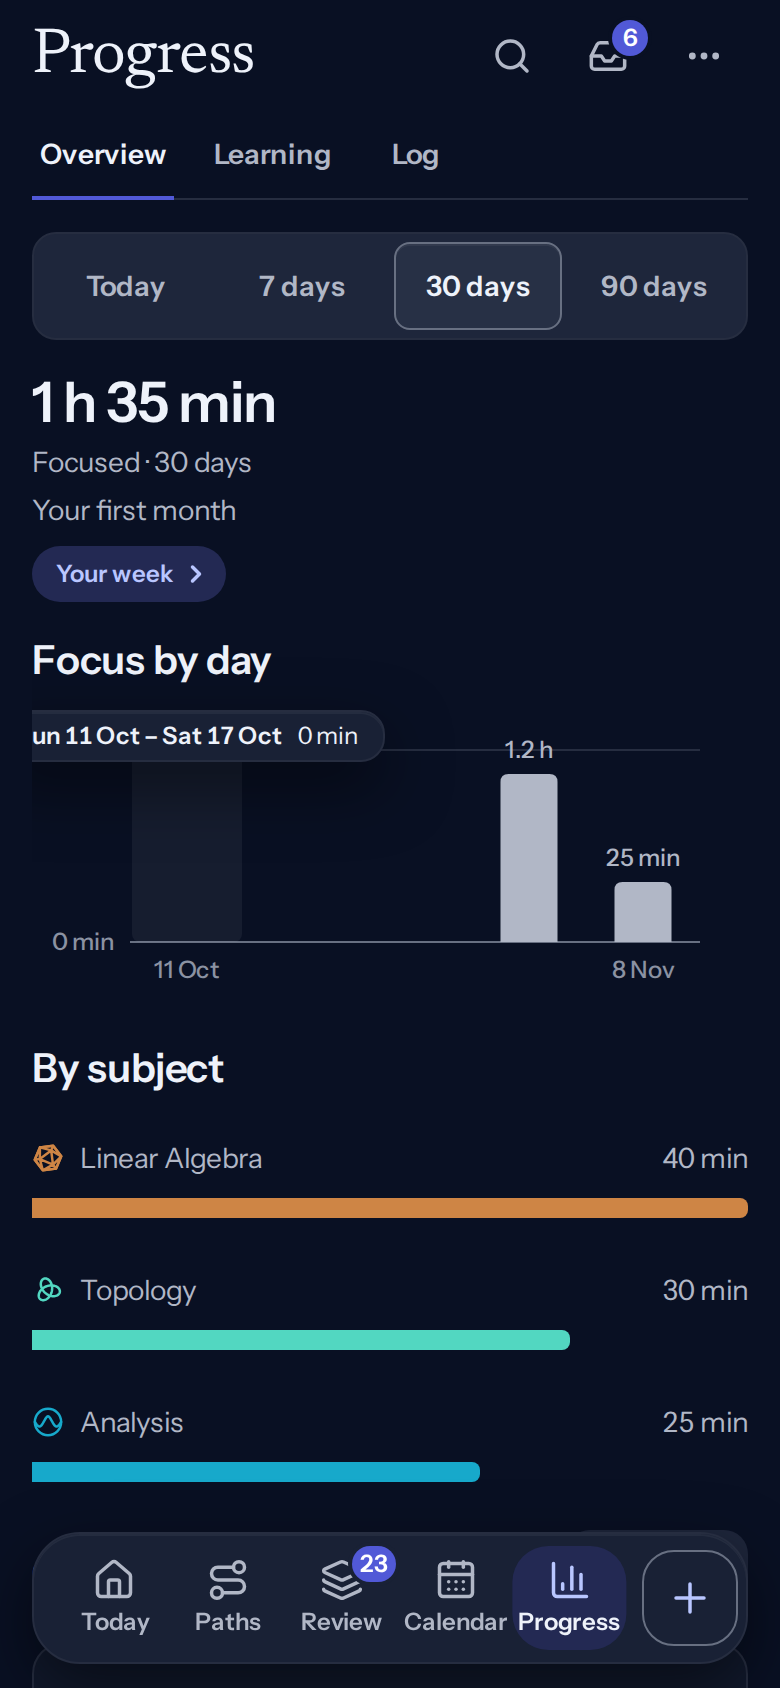 Progress
6
Overview Learning Log
Today 7 days 30 days 90 days
1 h 35 min
Focused · 30 days
Your first month
Your week
Focus by day
un 11 Oct – Sat 17 Oct 0 min
1.2 h
25 min
0 min
11 Oct 8 Nov
By subject
Linear Algebra 40 min
Topology 30 min
Analysis 25 min
23
Today Paths Review Calendar Progress